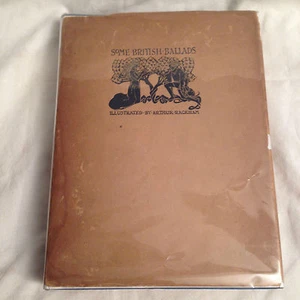 SOME BRITISH BALLADS
ILLUSTRATED·BY·ARTHUR·RACKHAM